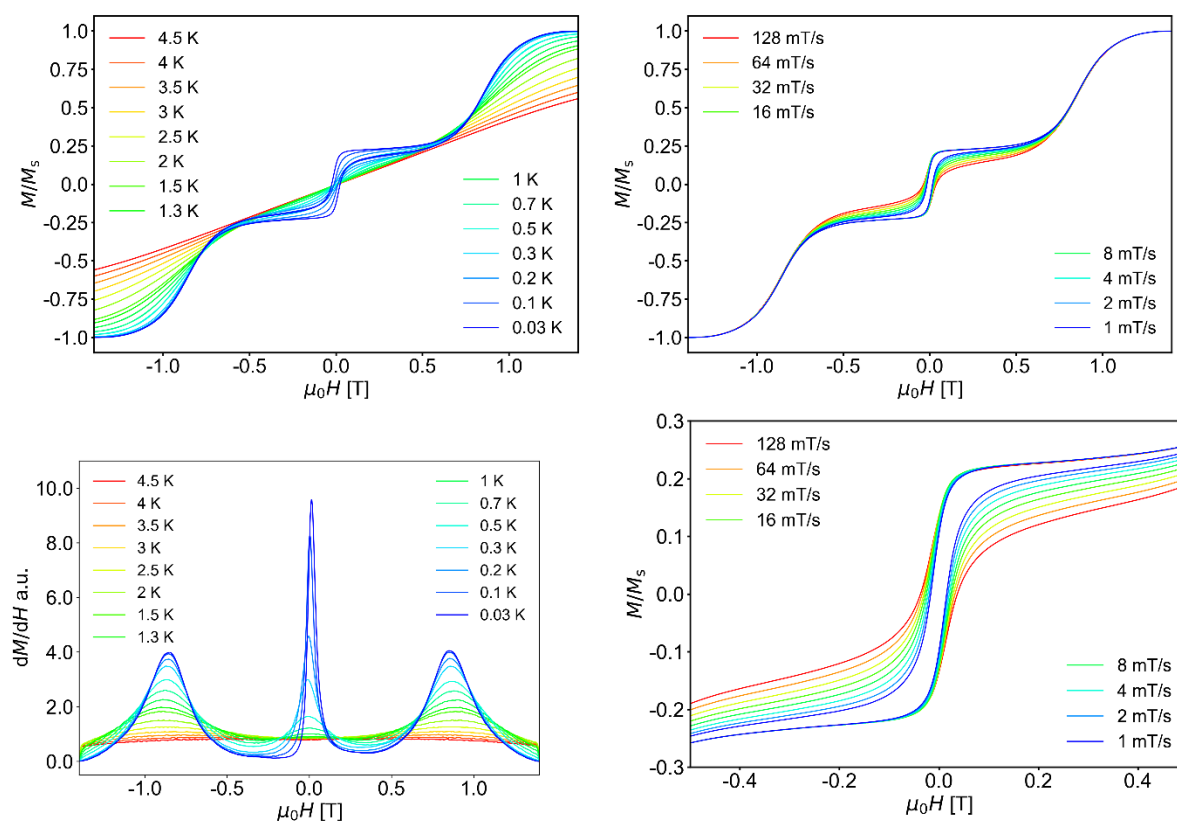 1.0
0.75
0.5
0.25
0.0
-0.25
-0.5
-0.75
-1.0
M/Ms
4.5 K
4 K
3.5 K
3 K
2.5 K
2 K
1.5 K
1.3 K
1 K
0.7 K
0.5 K
0.3 K
0.2 K
0.1 K
0.03 K
-1.0 -0.5 0.0 0.5 1.0
μ0H [T]
1.0
0.75
0.5
0.25
0.0
-0.25
-0.5
-0.75
-1.0
M/Ms
128 mT/s
64 mT/s
32 mT/s
16 mT/s
8 mT/s
4 mT/s
2 mT/s
1 mT/s
-1.0 -0.5 0.0 0.5 1.0
μ0H [T]
10.0
8.0
6.0
4.0
2.0
0.0
dM/dH a.u.
4.5 K
4 K
3.5 K
3 K
2.5 K
2 K
1.5 K
1.3 K
1 K
0.7 K
0.5 K
0.3 K
0.2 K
0.1 K
0.03 K
-1.0 -0.5 0.0 0.5 1.0
μ0H [T]
0.3
0.2
0.1
0.0
-0.1
-0.2
-0.3
M/Ms
128 mT/s
64 mT/s
32 mT/s
16 mT/s
8 mT/s
4 mT/s
2 mT/s
1 mT/s
-0.4 -0.2 0.0 0.2 0.4
μ0H [T]